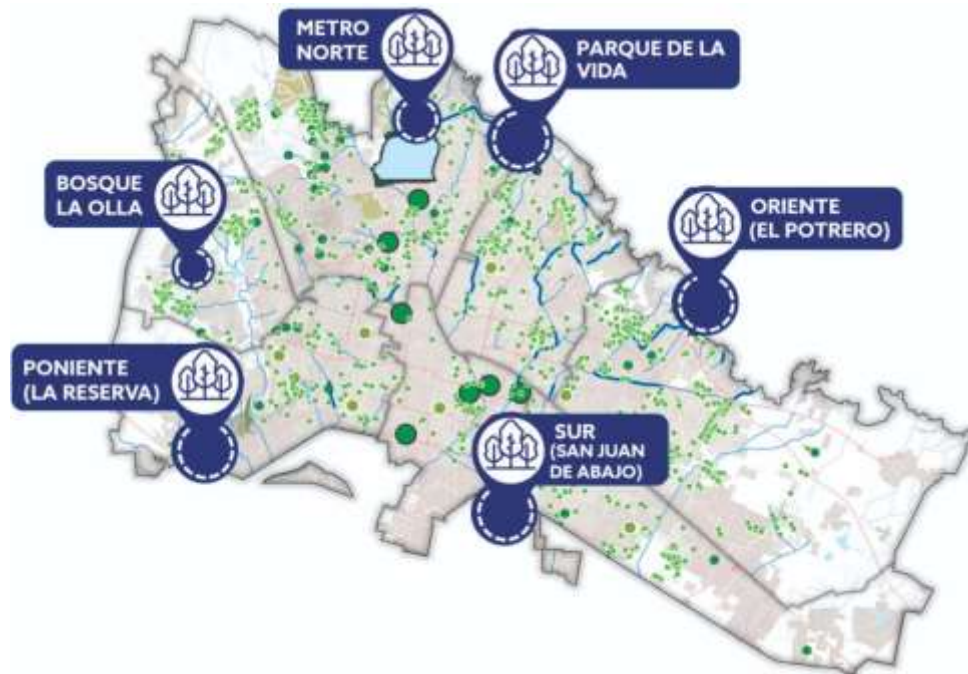 METRO
NORTE
PARQUE DE LA
VIDA
BOSQUE
LA OLLA
ORIENTE
(EL POTRERO)
PONIENTE
(LA RESERVA)
SUR
(SAN JUAN
DE ABAJO)